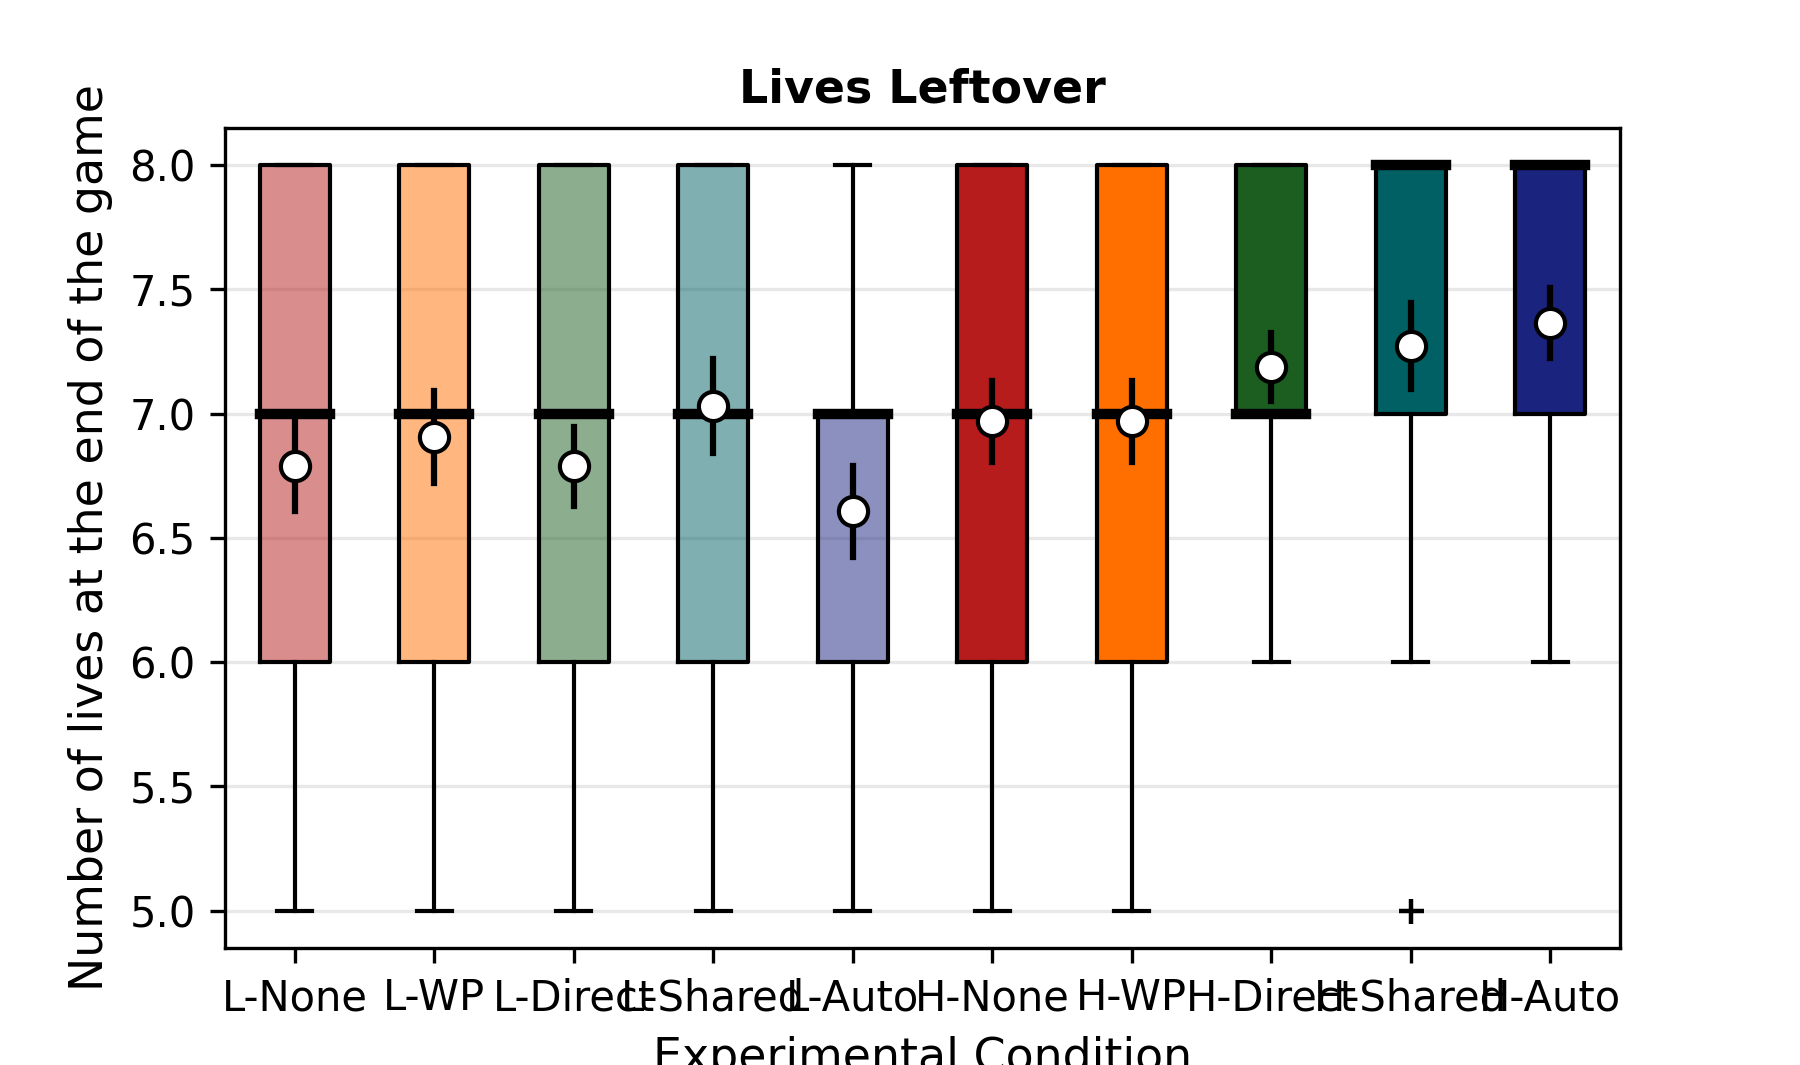 Lives Leftover
Number of lives at the end of the game
8.0
7.5
7.0
6.5
6.0
5.5
5.0
L-None L-WP L-Direct L-Shared L-Auto H-None H-WP H-Direct H-Shared H-Auto
Experimental Condition